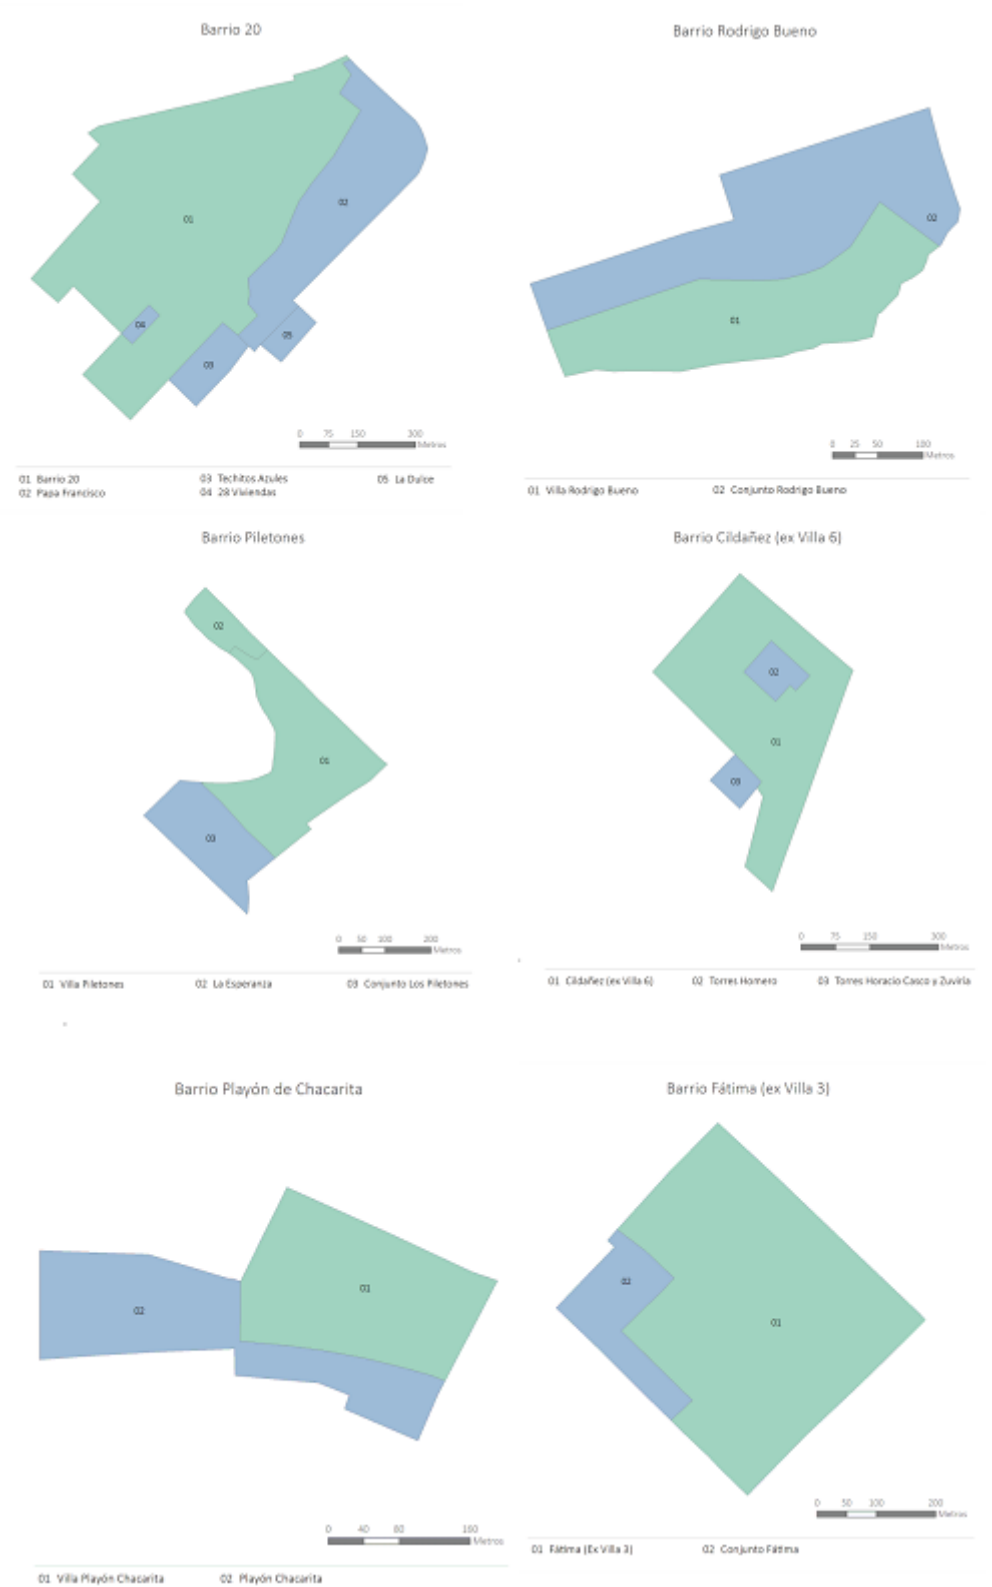 Barrio 20
01
02
03
04
05
0 75 150 300
Metros
01 Barrio 20 03 Techitos Azules 05 La Dulce
02 Papa Francisco 04 28 Viviendas
Barrio Rodrigo Bueno
02
01
0 25 50 100
Metros
01 Villa Rodrigo Bueno 02 Conjunto Rodrigo Bueno
Barrio Piletones
02
01
03
0 50 100 200
Metros
01 Villa Piletones 02 La Esperanza 03 Conjunto Los Piletones
Barrio Cildañez (ex Villa 6)
02
01
03
0 75 150 300
Metros
01 Cildañez (ex Villa 6) 02 Torres Homero 03 Torres Horacio Casco y Zuviría
Barrio Playón de Chacarita
01
02
0 40 80 160
Metros
01 Villa Playón Chacarita 02 Playón Chacarita
Barrio Fátima (ex Villa 3)
02
01
0 50 100 200
Metros
01 Fátima (Ex Villa 3) 02 Conjunto Fátima